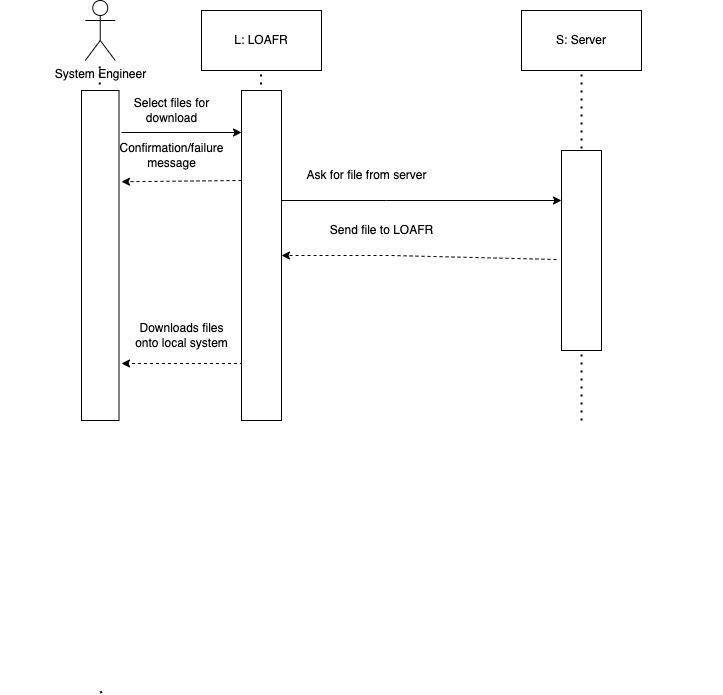 L: LOAFR
S: Server
System Engineer
Select files for
download
Confirmation/failure
message
Ask for file from server
Send file to LOAFR
Downloads files
onto local system